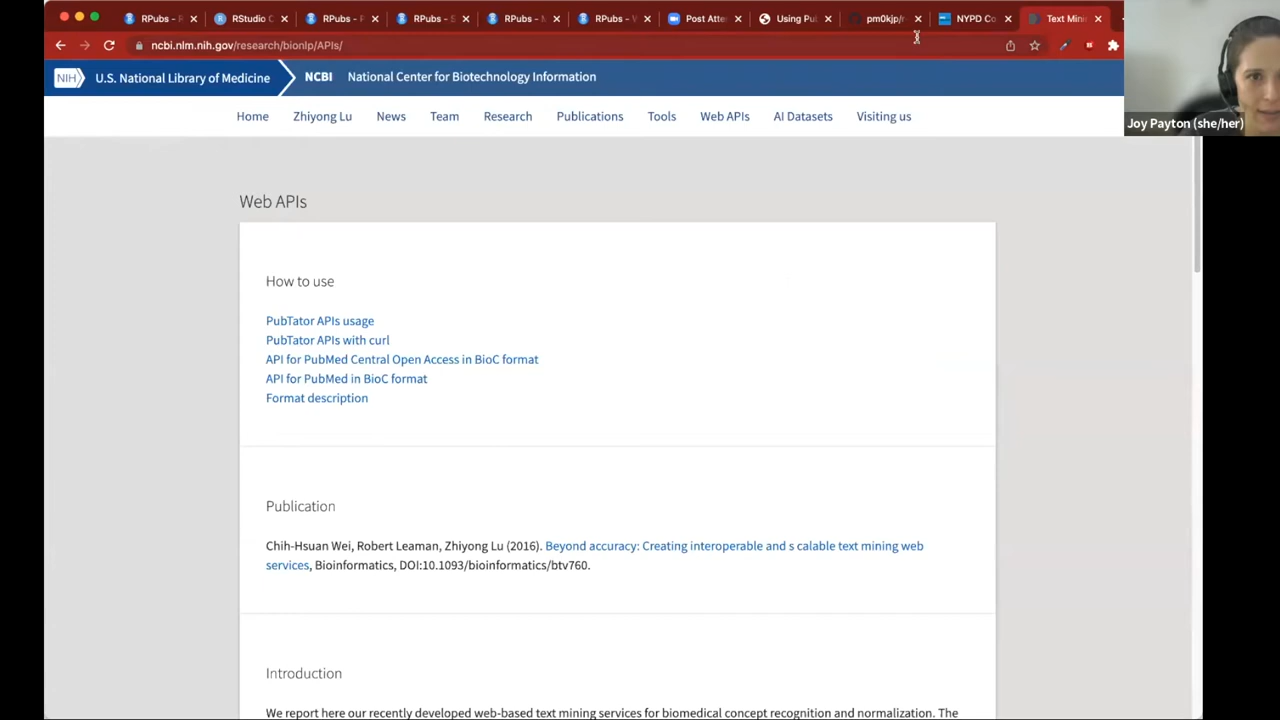 RPubs - R
RStudio C
RPubs - F
RPubs - S
RPubs - M
RPubs - V
Post Atte
Using Pu
pm0kjp/r
NYPD Co
Text Mini
ncbi.nlm.nih.gov/research/bionlp/APIs/
NIH U.S. National Library of Medicine NCBI National Center for Biotechnology Information
Home Zhiyong Lu News Team Research Publications Tools Web APIs AI Datasets Visiting us
Joy Payton (she/her)
Web APIs
How to use
PubTator APIs usage
PubTator APIs with curl
API for PubMed Central Open Access in BioC format
API for PubMed in BioC format
Format description
Publication
Chih-Hsuan Wei, Robert Leaman, Zhiyong Lu (2016). Beyond accuracy: Creating interoperable and s calable text mining web
services, Bioinformatics, DOI:10.1093/bioinformatics/btv760.
Introduction
We report here our recently developed web-based text mining services for biomedical concept recognition and normalization. The